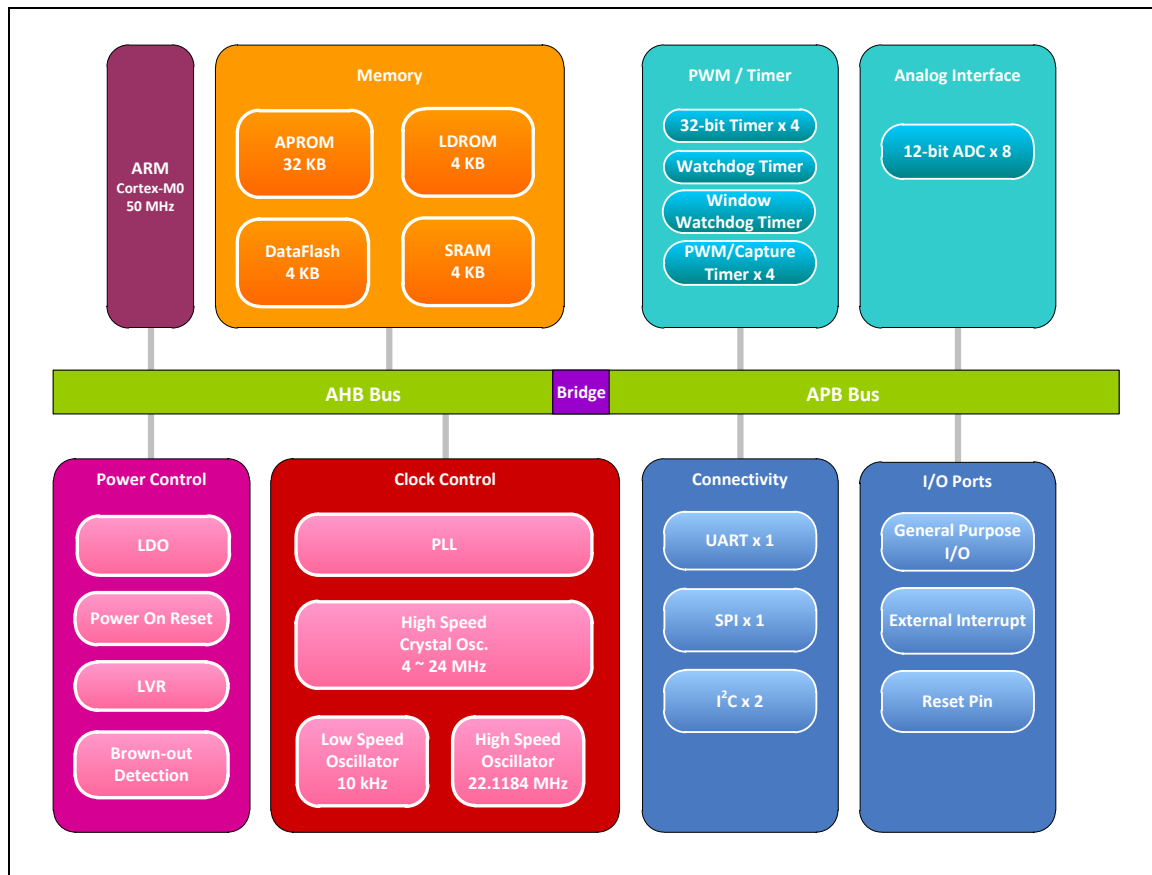 ARM
Cortex-M0
50 MHz
Memory
APROM
32 KB
LDROM
4 KB
DataFlash
4 KB
SRAM
4 KB
PWM / Timer
32-bit Timer x 4
Watchdog Timer
Window
Watchdog Timer
PWM/Capture
Timer x 4
Analog Interface
12-bit ADC x 8
AHB Bus
Bridge
APB Bus
Power Control
LDO
Power On Reset
LVR
Brown-out
Detection
Clock Control
PLL
High Speed
Crystal Osc.
4 ~ 24 MHz
Low Speed
Oscillator
10 kHz
High Speed
Oscillator
22.1184 MHz
Connectivity
UART x 1
SPI x 1
I²C x 2
I/O Ports
General Purpose
I/O
External Interrupt
Reset Pin